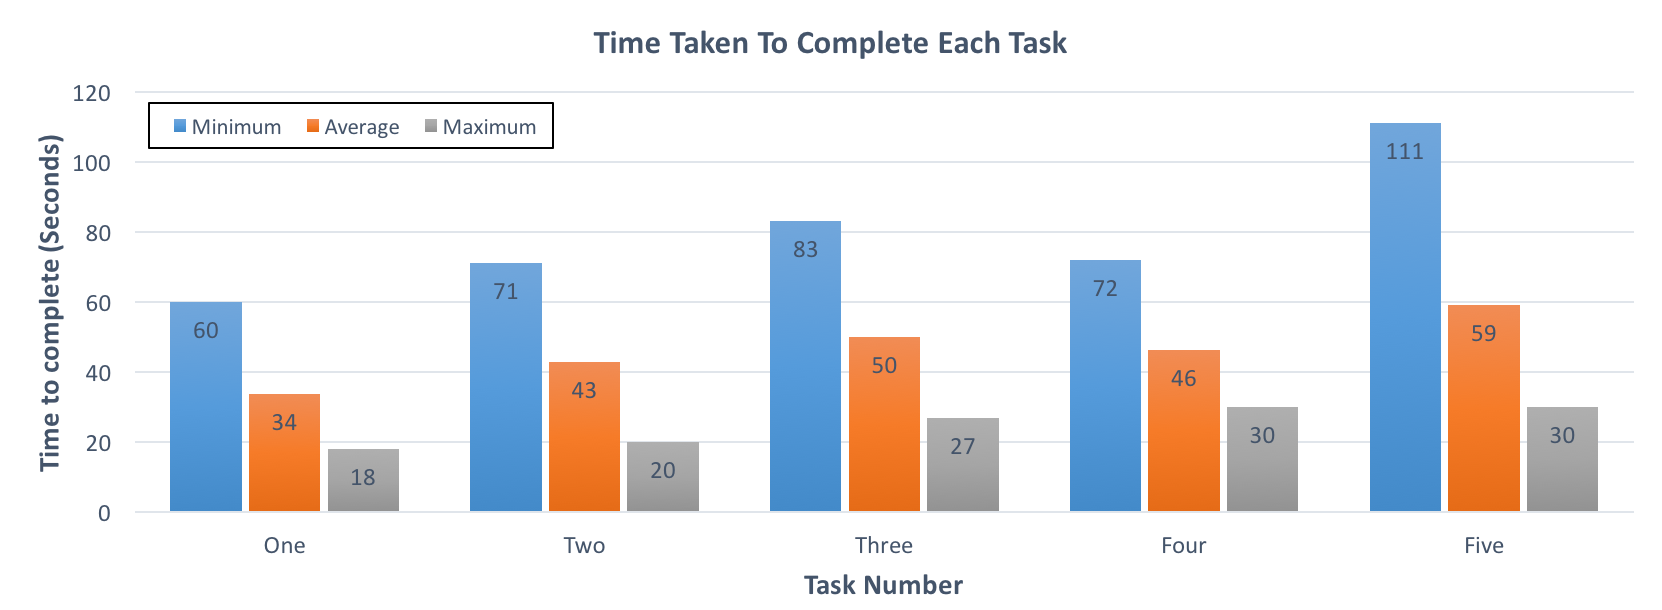 Time Taken To Complete Each Task
Time to complete (Seconds)
120
100
80
60
40
20
0
Minimum Average Maximum
60 34 18
71 43 20
83 50 27
72 46 30
111 59 30
One Two Three Four Five
Task Number